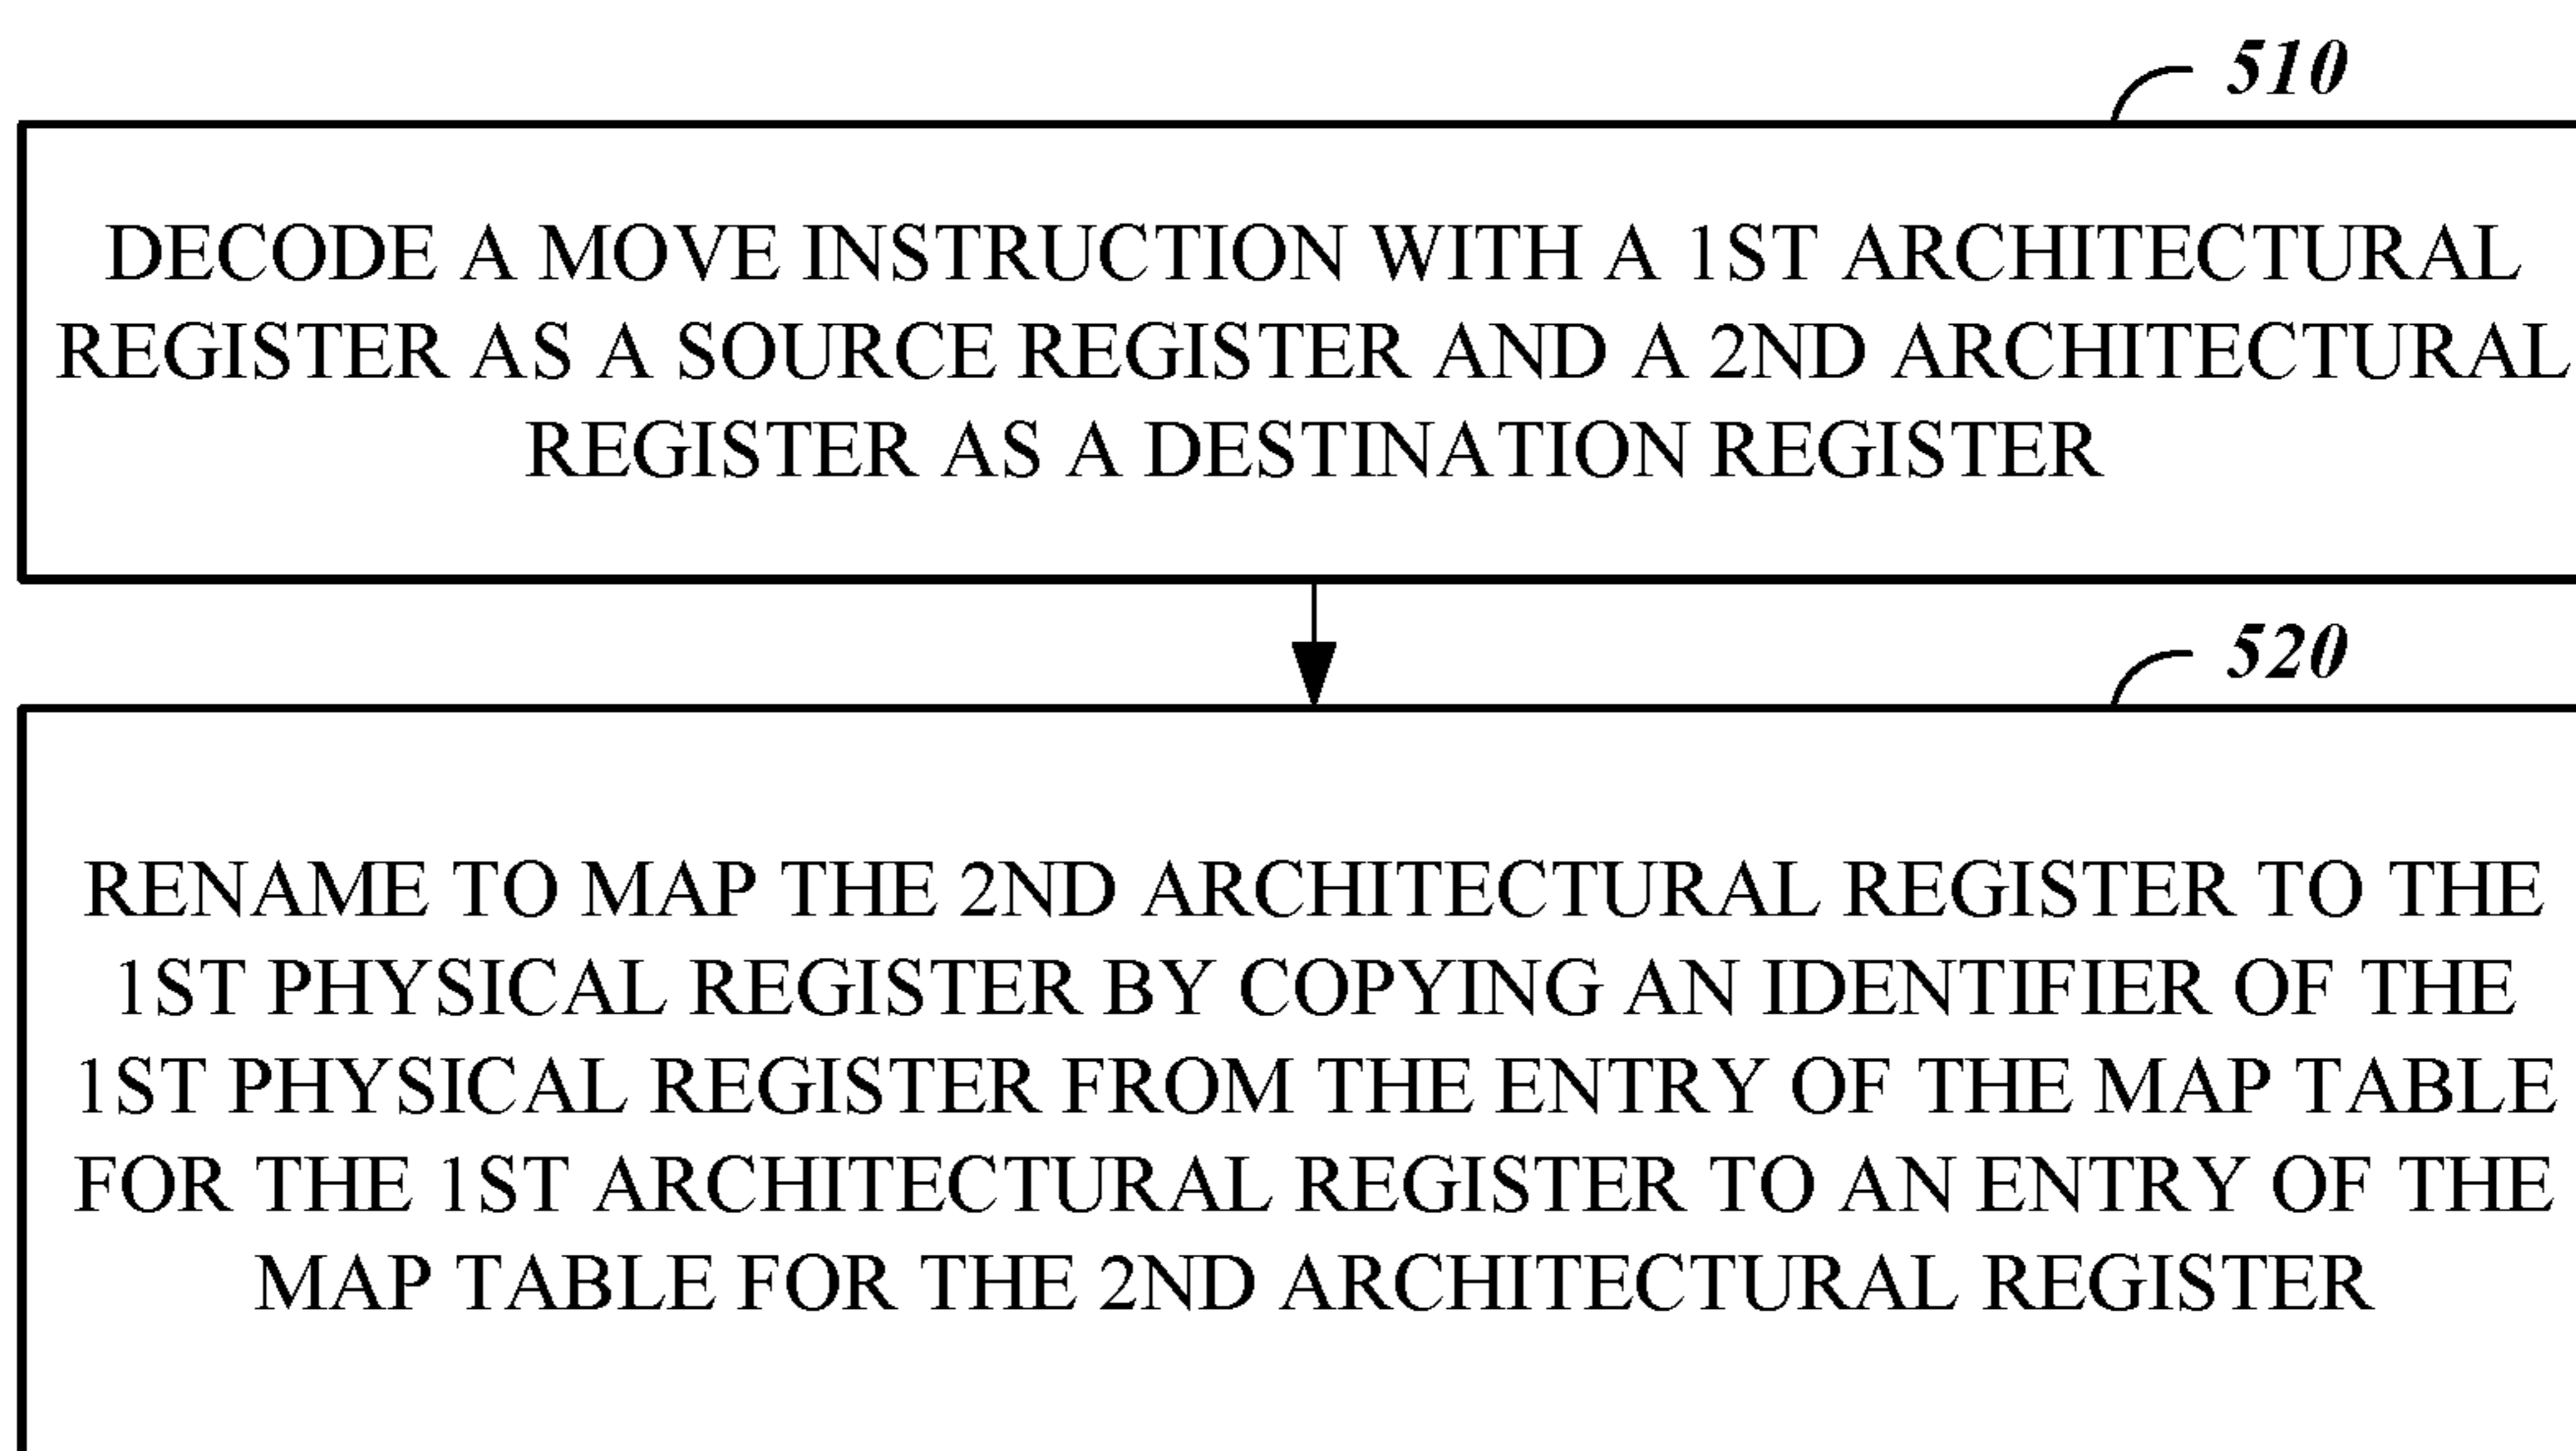 510
DECODE A MOVE INSTRUCTION WITH A 1ST ARCHITECTURAL
REGISTER AS A SOURCE REGISTER AND A 2ND ARCHITECTURAL
REGISTER AS A DESTINATION REGISTER
520
RENAME TO MAP THE 2ND ARCHITECTURAL REGISTER TO THE
1ST PHYSICAL REGISTER BY COPYING AN IDENTIFIER OF THE
1ST PHYSICAL REGISTER FROM THE ENTRY OF THE MAP TABLE
FOR THE 1ST ARCHITECTURAL REGISTER TO AN ENTRY OF THE
MAP TABLE FOR THE 2ND ARCHITECTURAL REGISTER